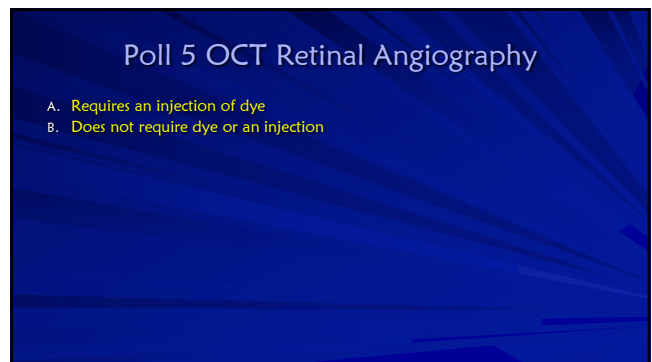 Poll 5 OCT Retinal Angiography
A. Requires an injection of dye
B. Does not require dye or an injection